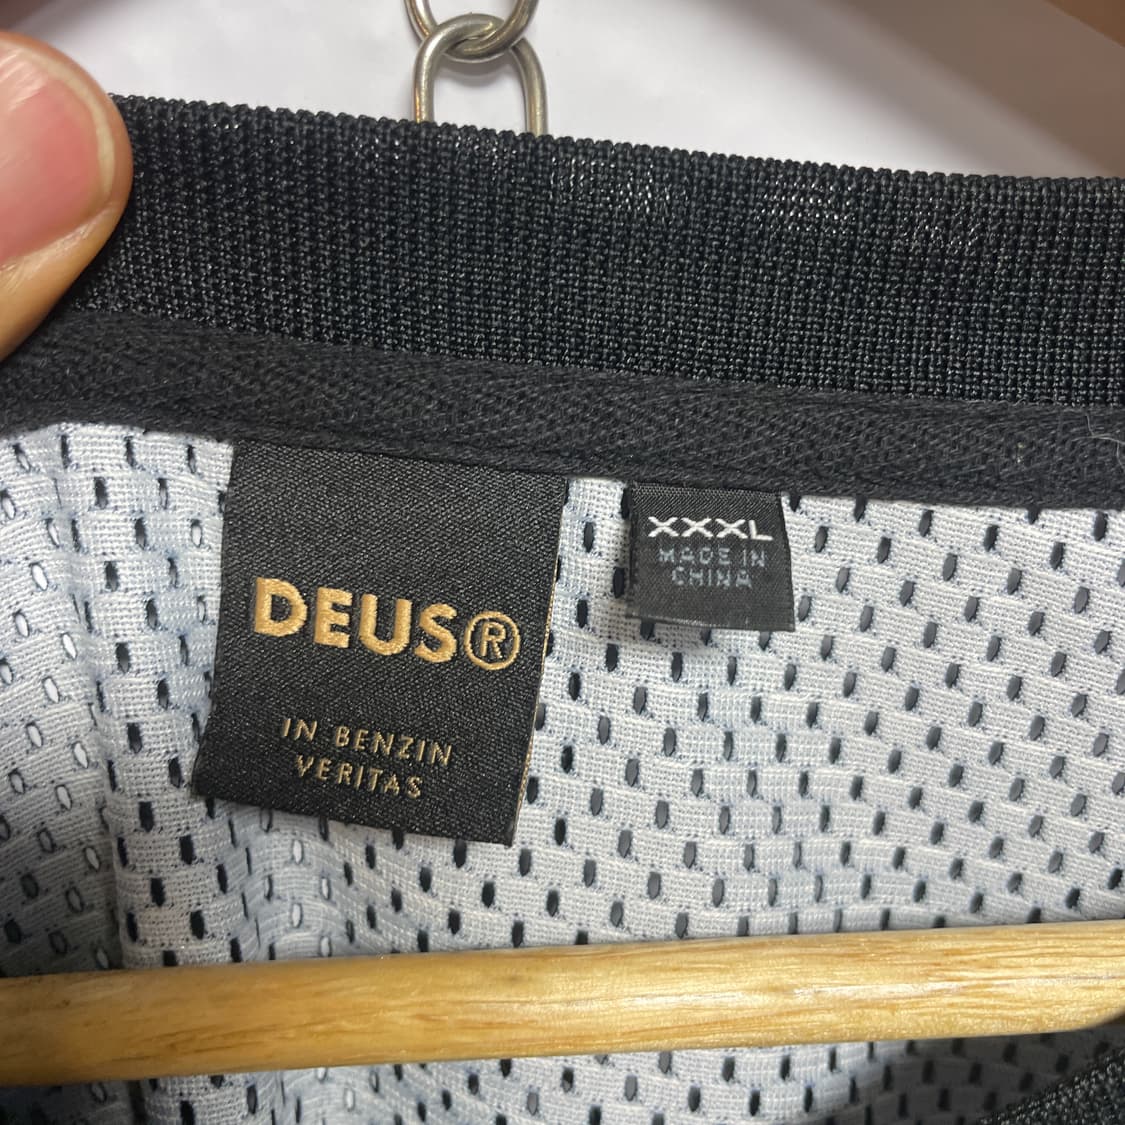 DEUS®
IN BENZIN
VERITAS
XXXL
MADE IN
CHINA